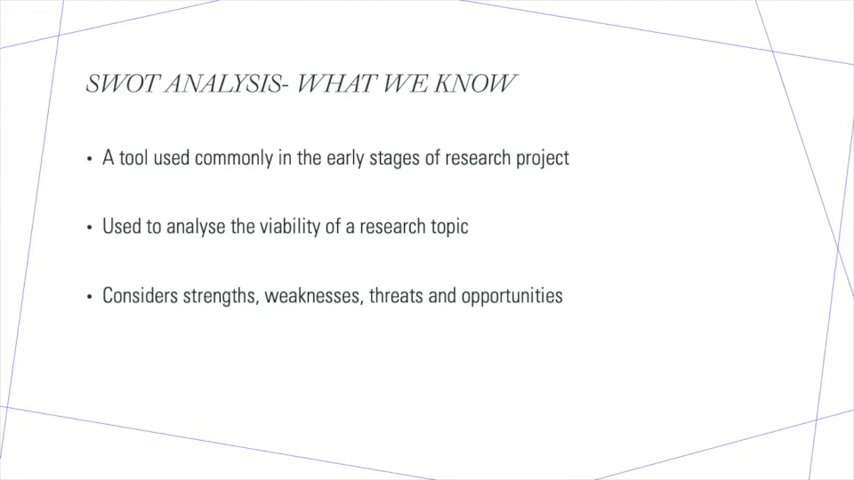 SWOT ANALYSIS- WHAT WE KNOW
• A tool used commonly in the early stages of research project
• Used to analyse the viability of a research topic
• Considers strengths, weaknesses, threats and opportunities